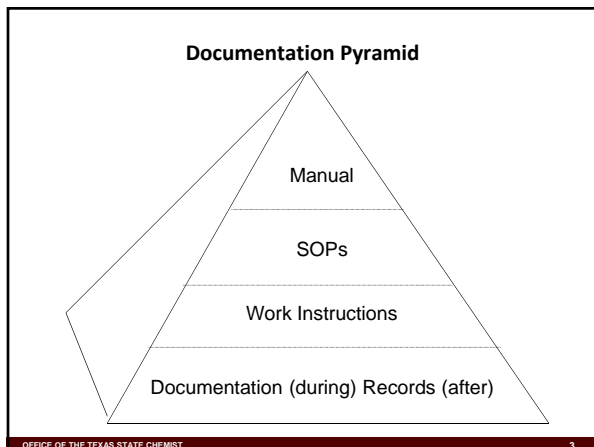 Documentation Pyramid
Manual
SOPs
Work Instructions
Documentation (during) Records (after)
OFFICE OF THE TEXAS STATE CHEMIST 3